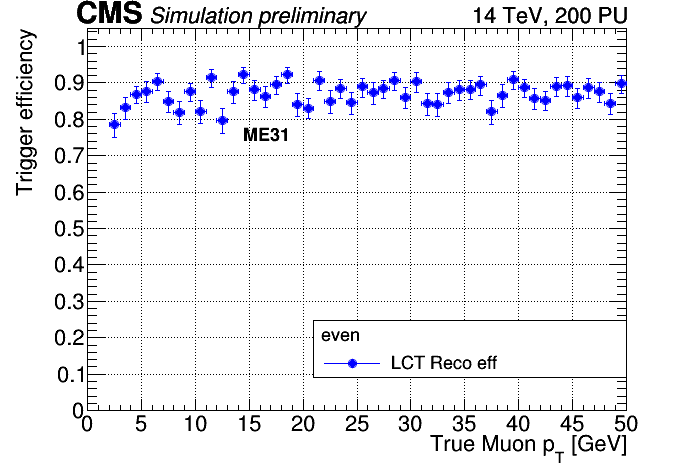 CMS Simulation preliminary 14 TeV, 200 PU
Trigger efficiency
1
0.9
0.8
0.7
0.6
0.5
0.4
0.3
0.2
0.1
0
ME31
even
LCT Reco eff
0 5 10 15 20 25 30 35 40 45 50
True Muon pT [GeV]